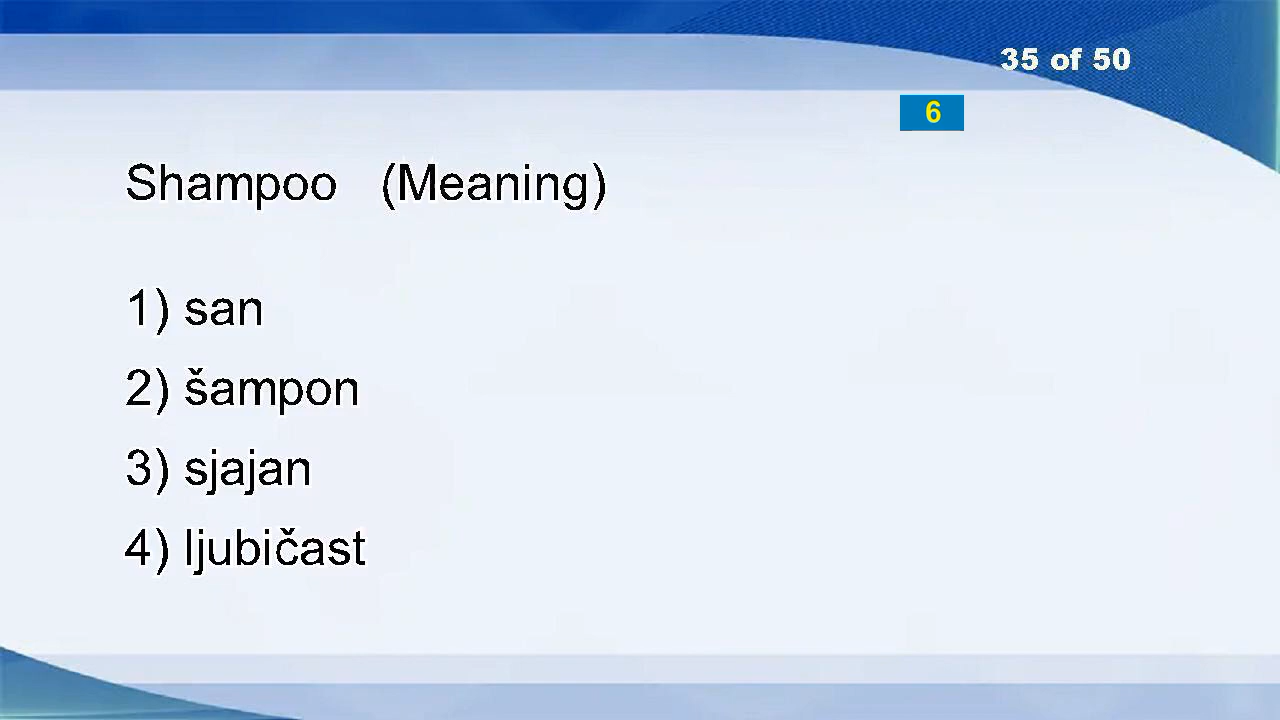 35 of 50
6
Shampoo (Meaning)
1) san
2) šampon
3) sjajan
4) ljubičast